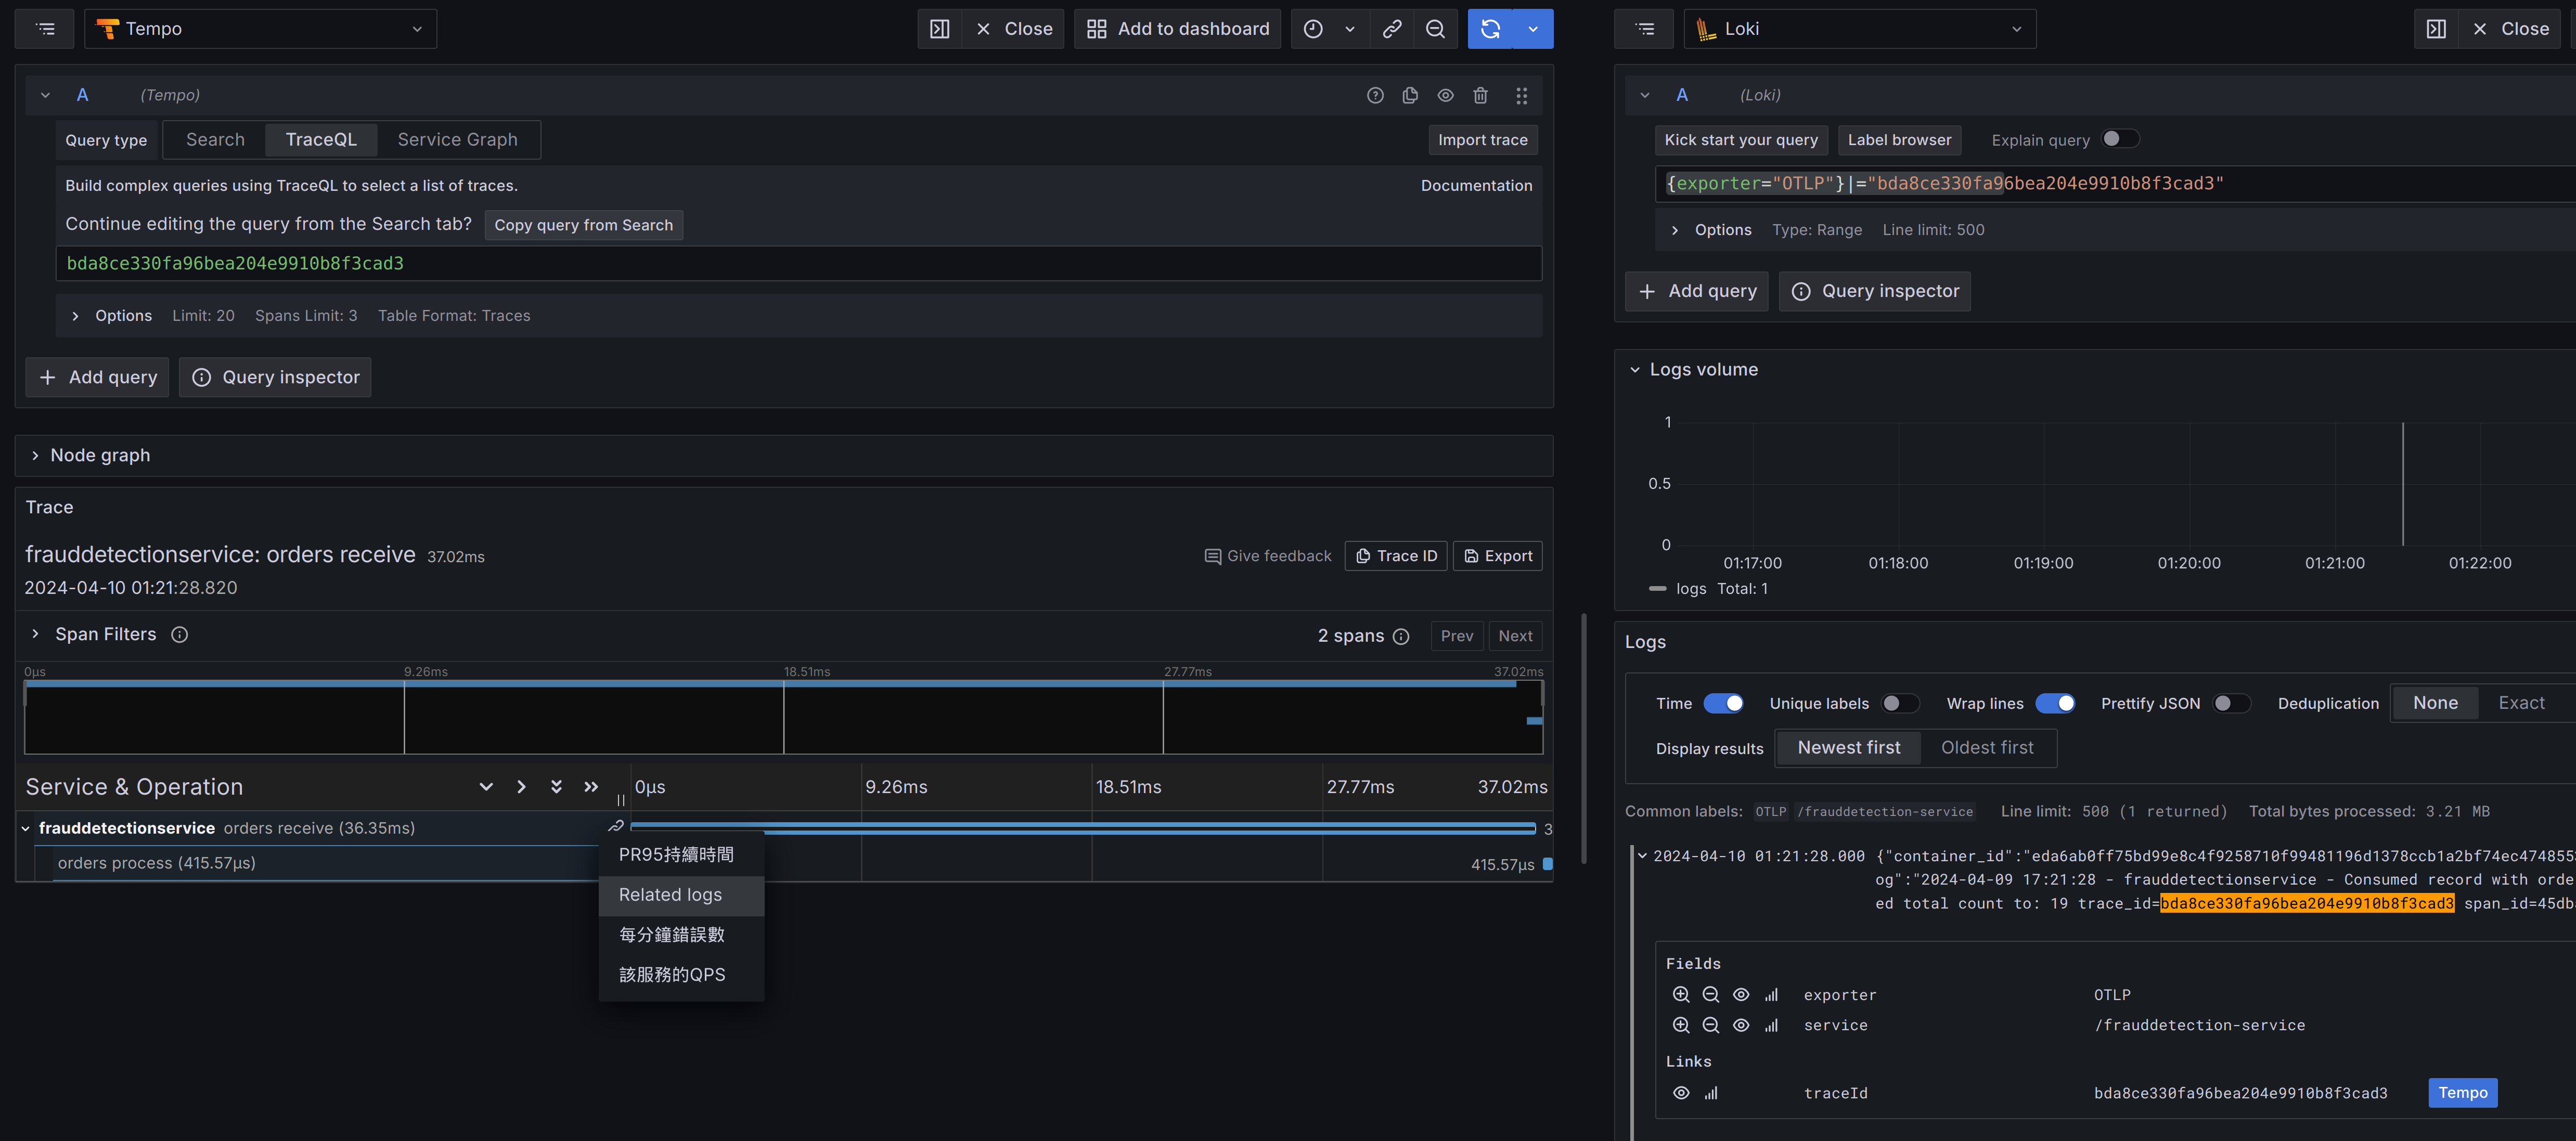 Tempo
Close
Add to dashboard
A (Tempo)
Query type Search TraceQL Service Graph Import trace
Build complex queries using TraceQL to select a list of traces. Documentation
Continue editing the query from the Search tab? Copy query from Search
bda8ce330fa96bea204e9910b8f3cad3
Options Limit: 20 Spans Limit: 3 Table Format: Traces
Add query Query inspector
Node graph
Trace
frauddetectionservice: orders receive 37.02ms Give feedback Trace ID Export
2024-04-10 01:21:28.820
Span Filters 2 spans Prev Next
0μs 9.26ms 18.51ms 27.77ms 37.02ms
Service & Operation 0μs 9.26ms 18.51ms 27.77ms 37.02ms
frauddetectionservice orders receive (36.35ms) 3
orders process (415.57μs) 415.57μs
PR95持續時間
Related logs
每分鐘錯誤數
該服務的QPS
Loki
Close
A (Loki)
Kick start your query Label browser Explain query
{exporter="OTLP"}|="bda8ce330fa96bea204e9910b8f3cad3"
Options Type: Range Line limit: 500
Add query Query inspector
Logs volume
1
0.5
0
01:17:00 01:18:00 01:19:00 01:20:00 01:21:00 01:22:00
logs Total: 1
Logs
Time Unique labels Wrap lines Prettify JSON Deduplication None Exact
Display results Newest first Oldest first
Common labels: OTLP /frauddetection-service Line limit: 500 (1 returned) Total bytes processed: 3.21 MB
2024-04-10 01:21:28.000 {"container_id":"eda6ab0ff75bd99e8c4f9258710f99481196d1378ccb1a2bf74ec474855
og":"2024-04-09 17:21:28 - frauddetectionservice - Consumed record with orde
ed total count to: 19 trace_id=bda8ce330fa96bea204e9910b8f3cad3 span_id=45db
Fields
exporter OTLP
service /frauddetection-service
Links
traceId bda8ce330fa96bea204e9910b8f3cad3 Tempo